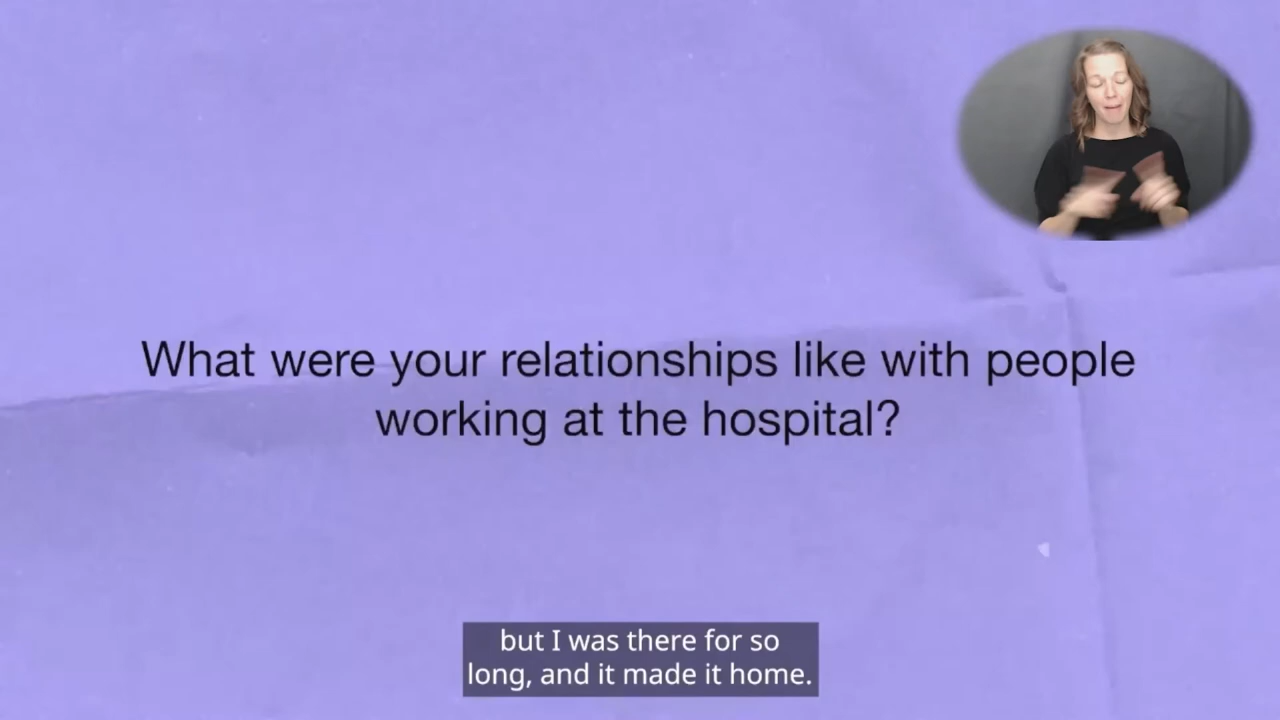 What were your relationships like with people
working at the hospital?
but I was there for so
long, and it made it home.